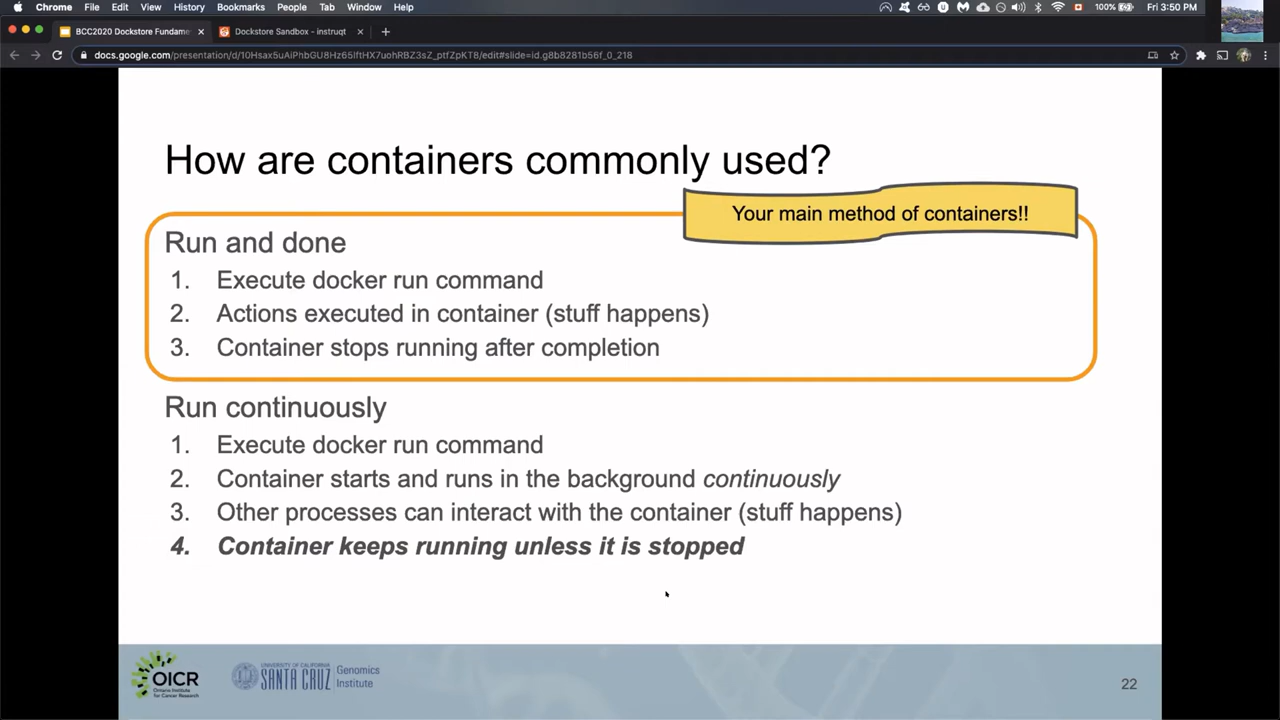 Chrome File Edit View History Bookmarks People Tab Window Help 100% Fri 3:50 PM
BCC2020 Dockstore Fundame Dockstore Sandbox - instruqt
docs.google.com/presentation/d/10Hsax5uAiPhbGU8Hz65lftHX7uohRBZ3sZ_ptfZpKT8/edit#slide=id.g8b8281b56f_0_218
How are containers commonly used?
Your main method of containers!!
Run and done
1. Execute docker run command
2. Actions executed in container (stuff happens)
3. Container stops running after completion
Run continuously
1. Execute docker run command
2. Container starts and runs in the background continuously
3. Other processes can interact with the container (stuff happens)
4. Container keeps running unless it is stopped
OICR
Ontario Institute
for Cancer Research
UNIVERSITY OF CALIFORNIA
SANTA CRUZ
Genomics
Institute
22